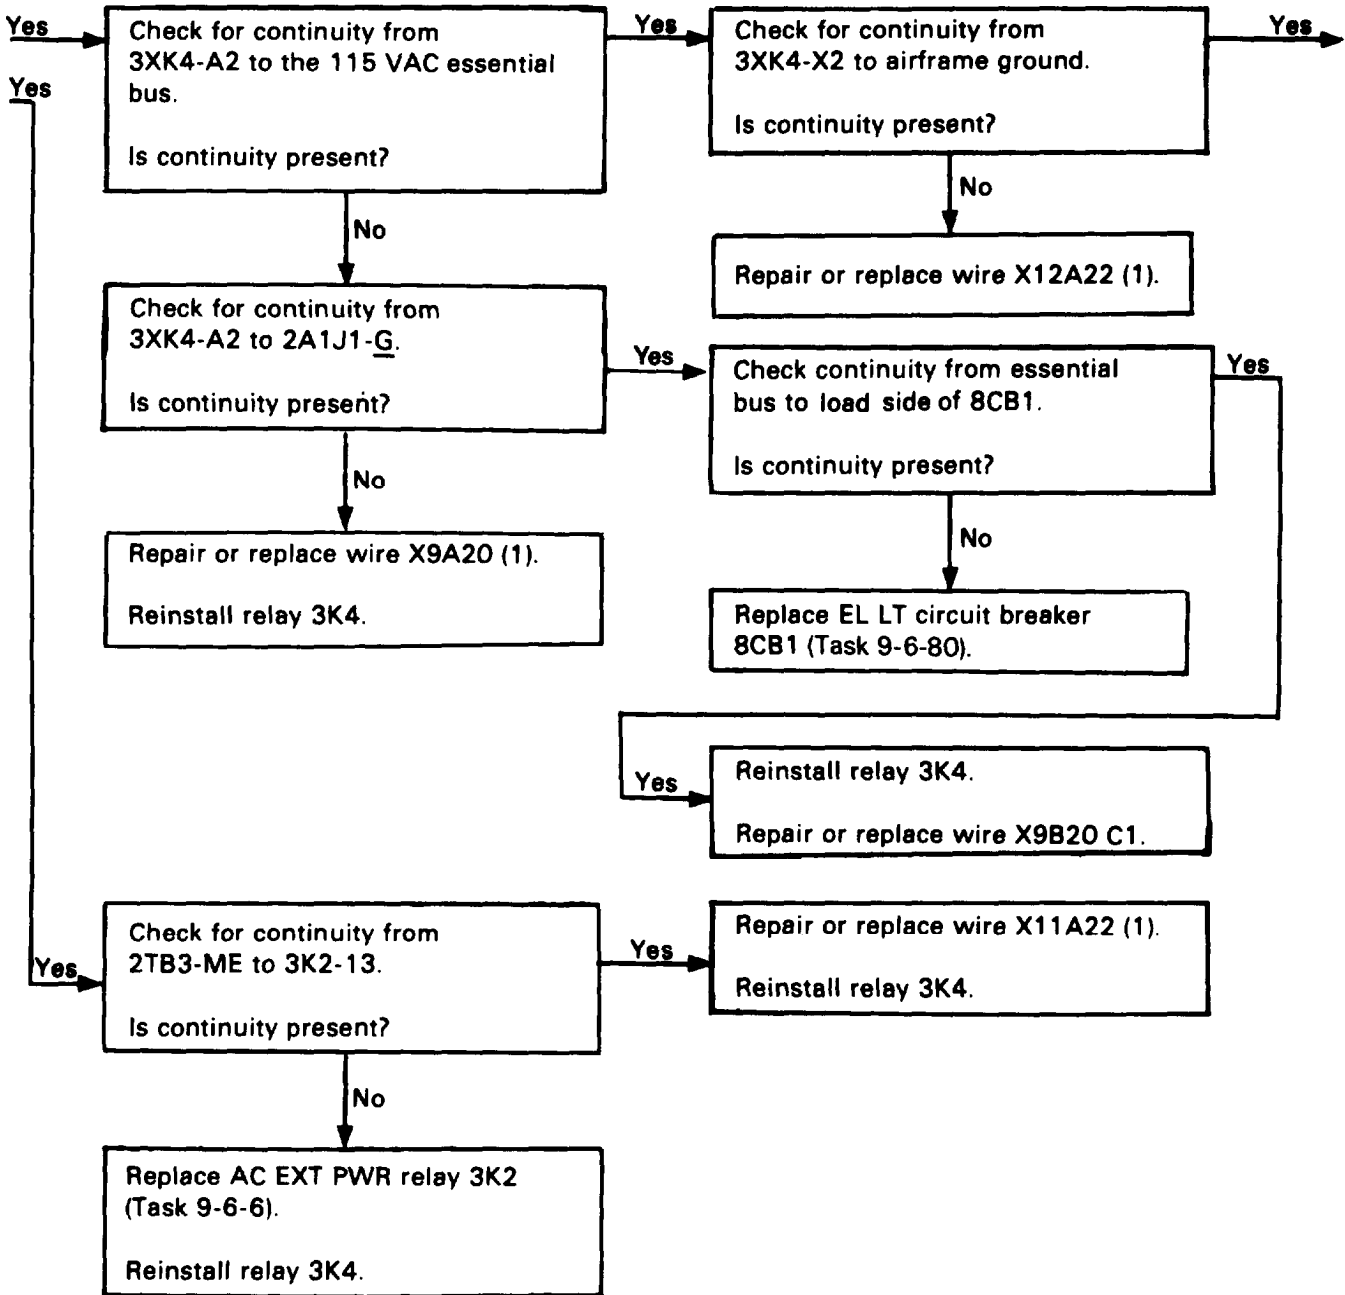 Yes
Check for continuity from
3XK4-A2 to the 115 VAC essential
bus.
Is continuity present?
Yes
Check for continuity from
3XK4-X2 to airframe ground.
Is continuity present?
Yes
Yes
No
No
Repair or replace wire X12A22 (1).
Check for continuity from
3XK4-A2 to 2A1J1-G.
Is continuity present?
Yes
Check continuity from essential
bus to load side of 8CB1.
Is continuity present?
Yes
No
No
Repair or replace wire X9A20 (1).
Reinstall relay 3K4.
Replace EL LT circuit breaker
8CB1 (Task 9-6-80).
Yes
Reinstall relay 3K4.
Repair or replace wire X9B20 C1.
Yes
Check for continuity from
2TB3-ME to 3K2-13.
Is continuity present?
Yes
Repair or replace wire X11A22 (1).
Reinstall relay 3K4.
No
Replace AC EXT PWR relay 3K2
(Task 9-6-6).
Reinstall relay 3K4.